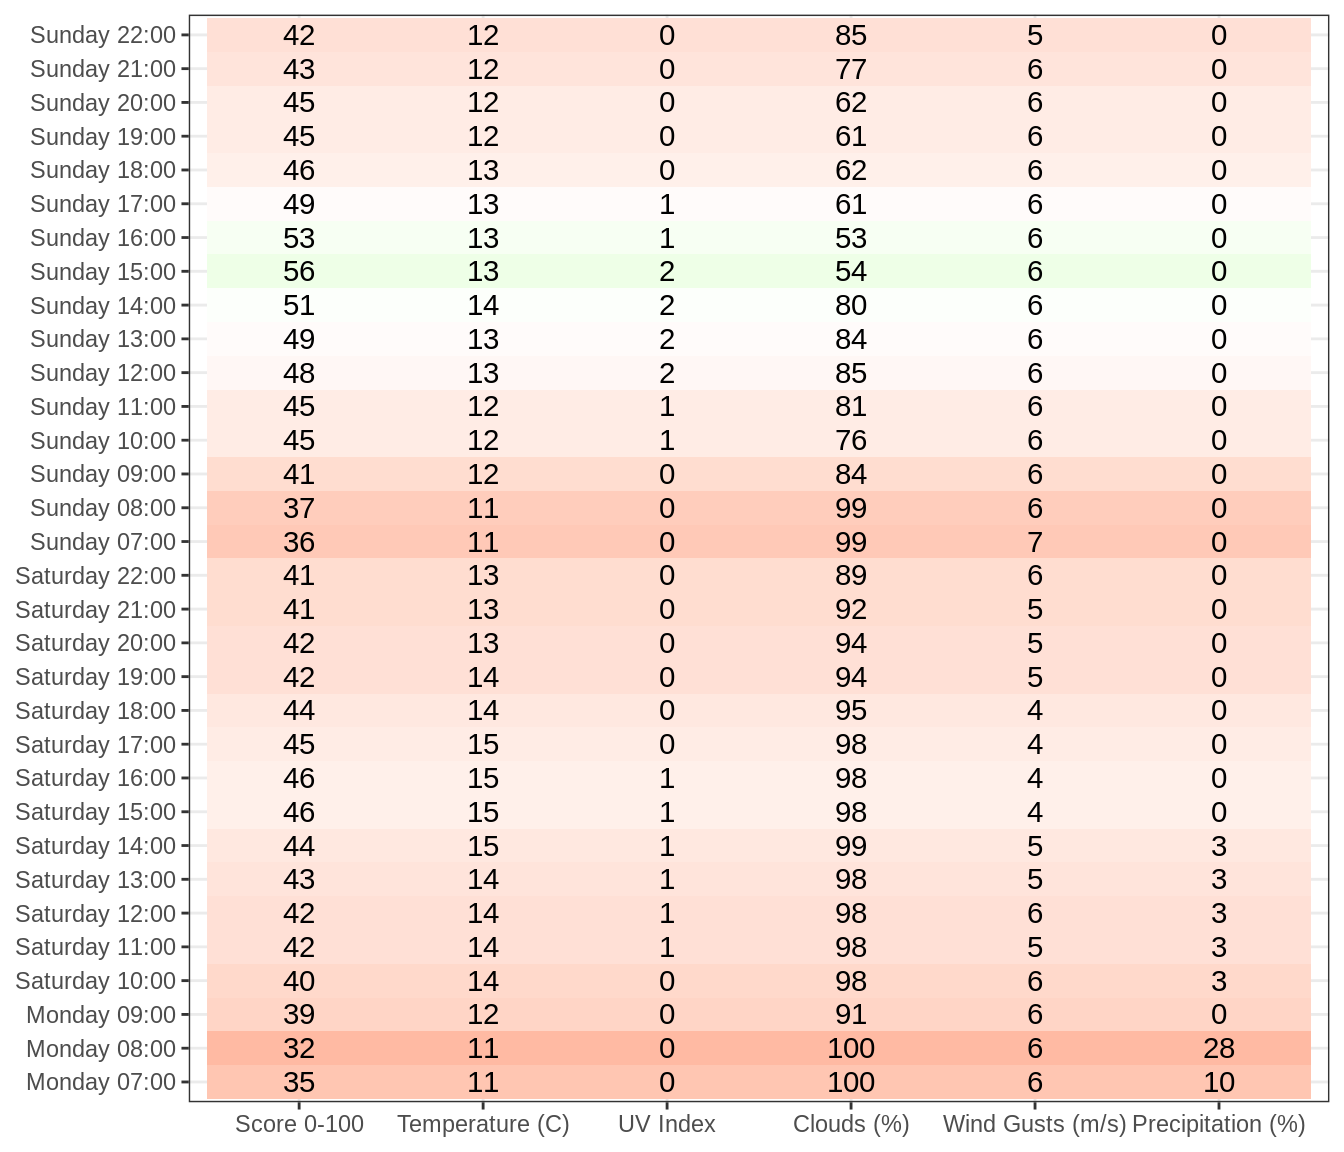 Sunday 22:00 42 12 0 85 5 0
Sunday 21:00 43 12 0 77 6 0
Sunday 20:00 45 12 0 62 6 0
Sunday 19:00 45 12 0 61 6 0
Sunday 18:00 46 13 0 62 6 0
Sunday 17:00 49 13 1 61 6 0
Sunday 16:00 53 13 1 53 6 0
Sunday 15:00 56 13 2 54 6 0
Sunday 14:00 51 14 2 80 6 0
Sunday 13:00 49 13 2 84 6 0
Sunday 12:00 48 13 2 85 6 0
Sunday 11:00 45 12 1 81 6 0
Sunday 10:00 45 12 1 76 6 0
Sunday 09:00 41 12 0 84 6 0
Sunday 08:00 37 11 0 99 6 0
Sunday 07:00 36 11 0 99 7 0
Saturday 22:00 41 13 0 89 6 0
Saturday 21:00 41 13 0 92 5 0
Saturday 20:00 42 13 0 94 5 0
Saturday 19:00 42 14 0 94 5 0
Saturday 18:00 44 14 0 95 4 0
Saturday 17:00 45 15 0 98 4 0
Saturday 16:00 46 15 1 98 4 0
Saturday 15:00 46 15 1 98 4 0
Saturday 14:00 44 15 1 99 5 3
Saturday 13:00 43 14 1 98 5 3
Saturday 12:00 42 14 1 98 6 3
Saturday 11:00 42 14 1 98 5 3
Saturday 10:00 40 14 0 98 6 3
Monday 09:00 39 12 0 91 6 0
Monday 08:00 32 11 0 100 6 28
Monday 07:00 35 11 0 100 6 10
Score 0-100 Temperature (C) UV Index Clouds (%) Wind Gusts (m/s) Precipitation (%)